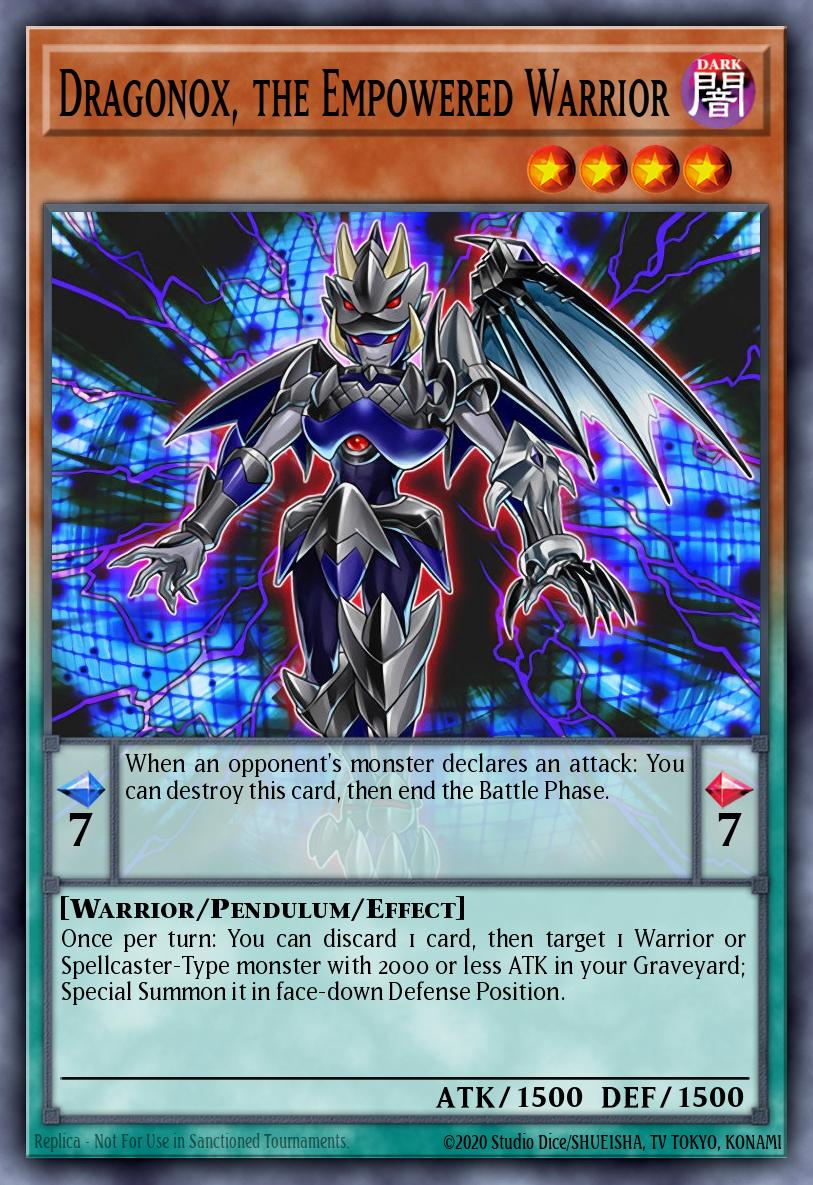 Dragonox, the Empowered Warrior
DARK
闇
When an opponent's monster declares an attack: You
can destroy this card, then end the Battle Phase.
7
7
[Warrior/Pendulum/Effect]
Once per turn: You can discard 1 card, then target 1 Warrior or
Spellcaster-Type monster with 2000 or less ATK in your Graveyard;
Special Summon it in face-down Defense Position.
ATK/1500 DEF/1500
Replica - Not For Use in Sanctioned Tournaments.
©2020 Studio Dice/SHUEISHA, TV TOKYO, KONAMI